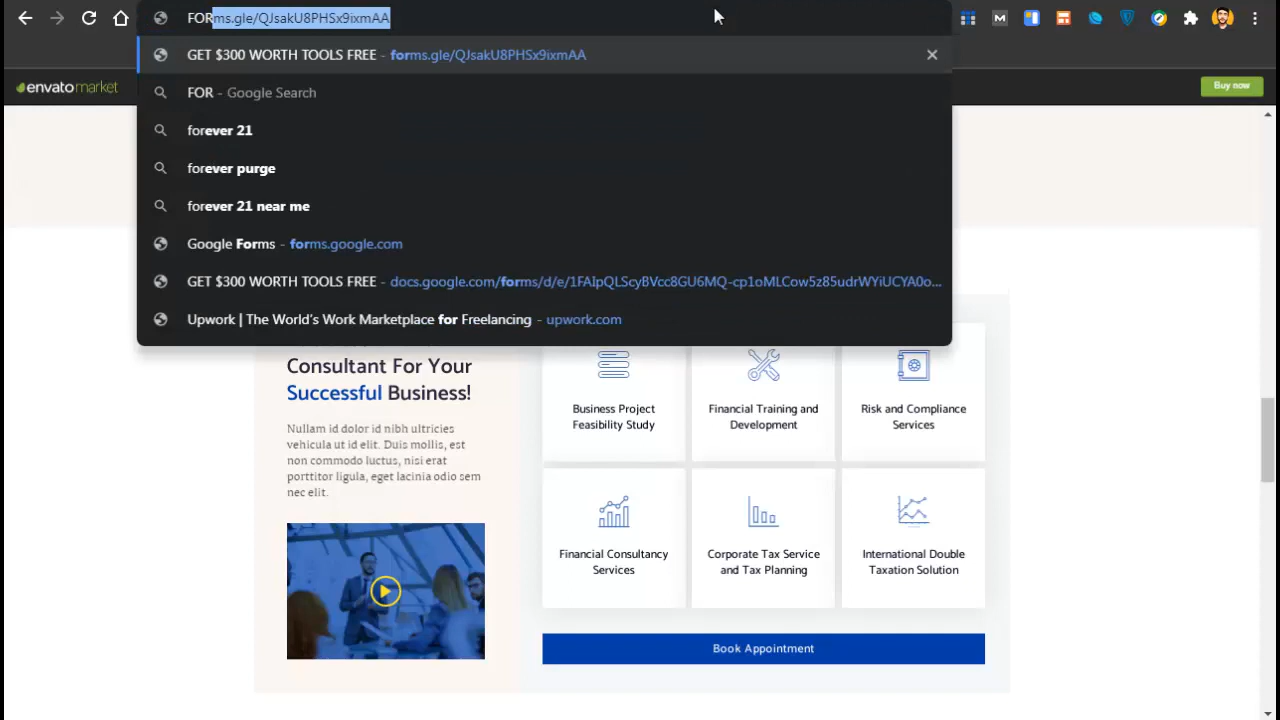 FORms.gle/QJsakU8PHSx9ixmAA
GET $300 WORTH TOOLS FREE - forms.gle/QJsakU8PHSx9ixmAA
envatomarket
Buy now
FOR - Google Search
forever 21
forever purge
forever 21 near me
Google Forms - forms.google.com
GET $300 WORTH TOOLS FREE - docs.google.com/forms/d/e/1FAIpQLScyBVcc8GU6MQ-cp1oMLCow5z85udrWYiUCYA0o...
Upwork | The World's Work Marketplace for Freelancing - upwork.com
Consultant For Your
Successful Business!
Nullam id dolor id nibh ultricies
vehicula ut id elit. Duis mollis, est
non commodo luctus, nisi erat
porttitor ligula, eget lacinia odio sem
nec elit.
Business Project
Feasibility Study
Financial Training and
Development
Risk and Compliance
Services
Financial Consultancy
Services
Corporate Tax Service
and Tax Planning
International Double
Taxation Solution
Book Appointment